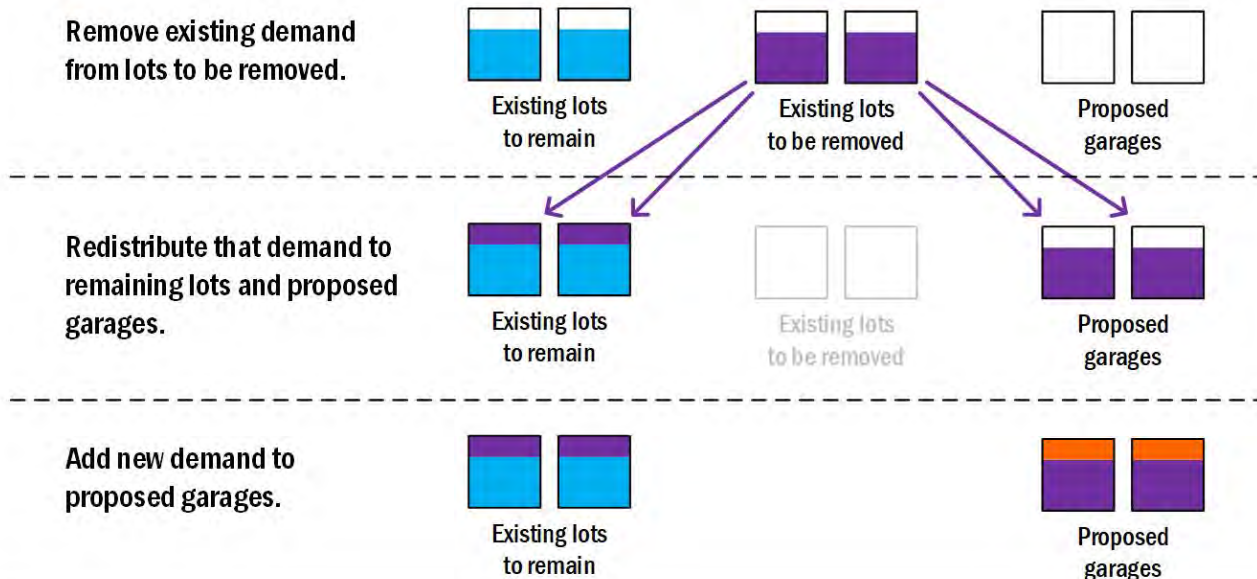 Remove existing demand
from lots to be removed.
Existing lots
to remain
Existing lots
to be removed
Proposed
garages
Redistribute that demand to
remaining lots and proposed
garages.
Existing lots
to remain
Existing lots
to be removed
Proposed
garages
Add new demand to
proposed garages.
Existing lots
to remain
Proposed
garages